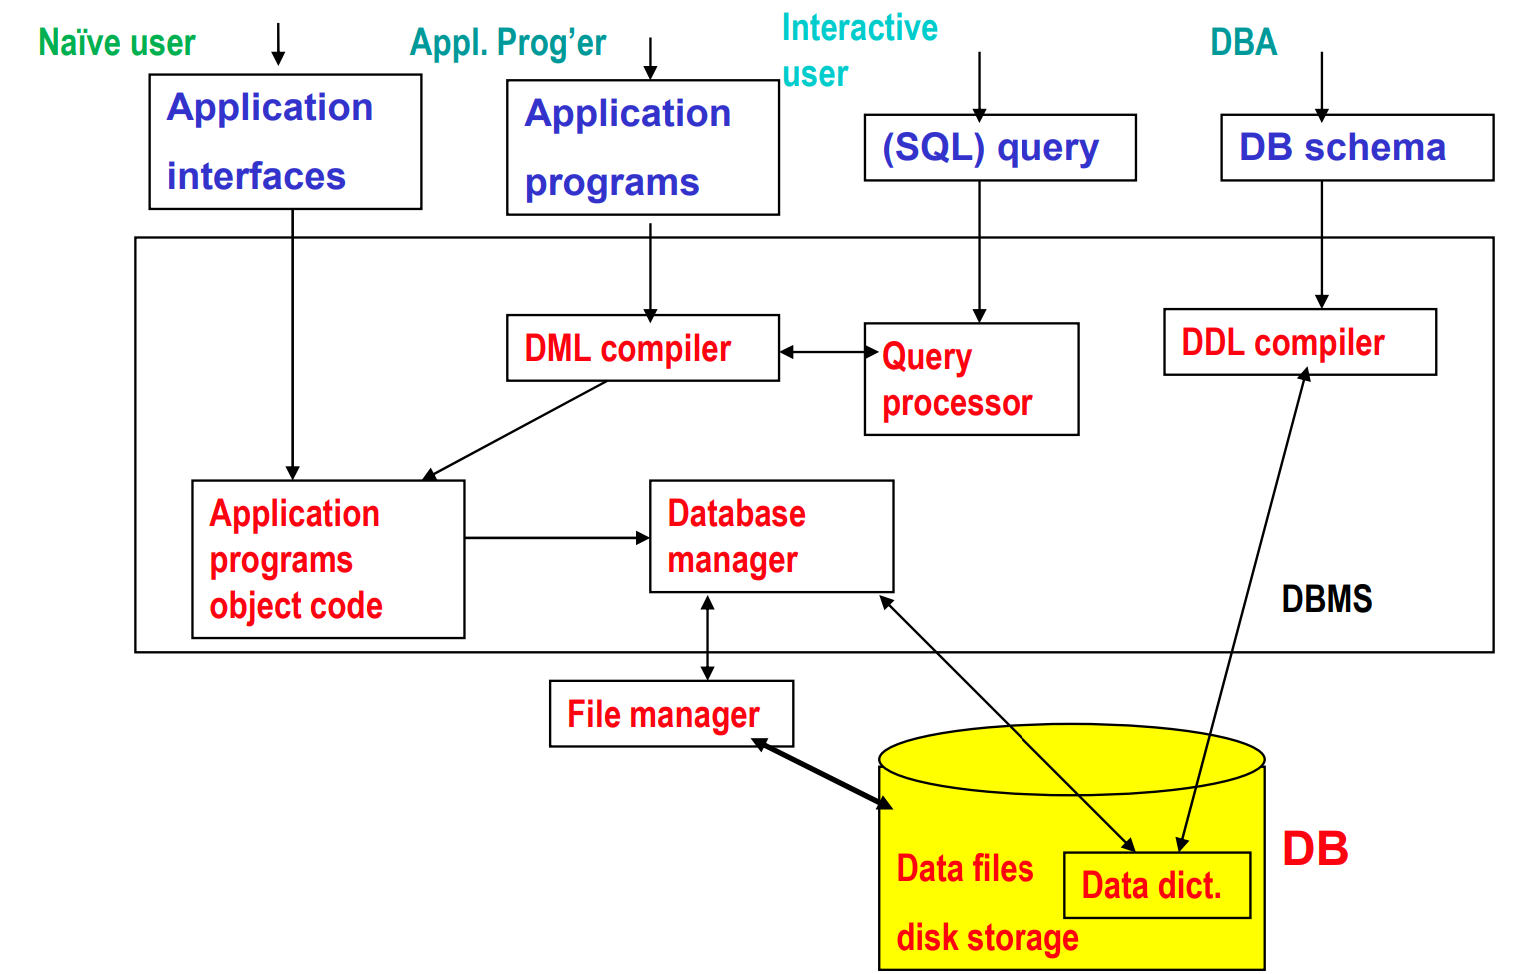 Naïve user
Appl. Prog’er
Interactive
user
DBA
Application
interfaces
Application
programs
(SQL) query
DB schema
DML compiler
Query
processor
DDL compiler
Application
programs
object code
Database
manager
DBMS
File manager
Data files
disk storage
Data dict.
DB